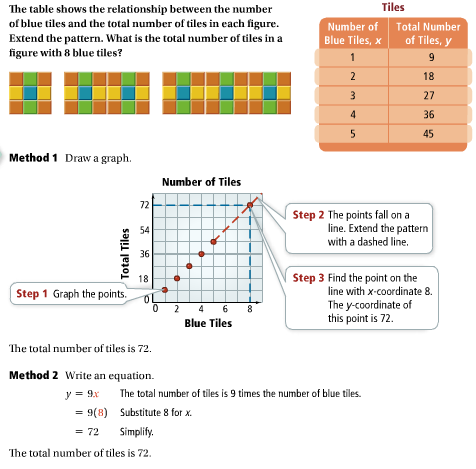 The table shows the relationship between the number
of blue tiles and the total number of tiles in each figure.
Extend the pattern. What is the total number of tiles in a
figure with 8 blue tiles?
Tiles
Number of Blue Tiles, x Total Number of Tiles, y
1 9
2 18
3 27
4 36
5 45
Method 1 Draw a graph.
Number of Tiles
Total Tiles
72
54
36
18
0
0 2 4 6 8
Blue Tiles
Step 1 Graph the points.
Step 2 The points fall on a
line. Extend the pattern
with a dashed line.
Step 3 Find the point on the
line with x-coordinate 8.
The y-coordinate of
this point is 72.
The total number of tiles is 72.
Method 2 Write an equation.
y = 9x The total number of tiles is 9 times the number of blue tiles.
= 9(8) Substitute 8 for x.
= 72 Simplify.
The total number of tiles is 72.